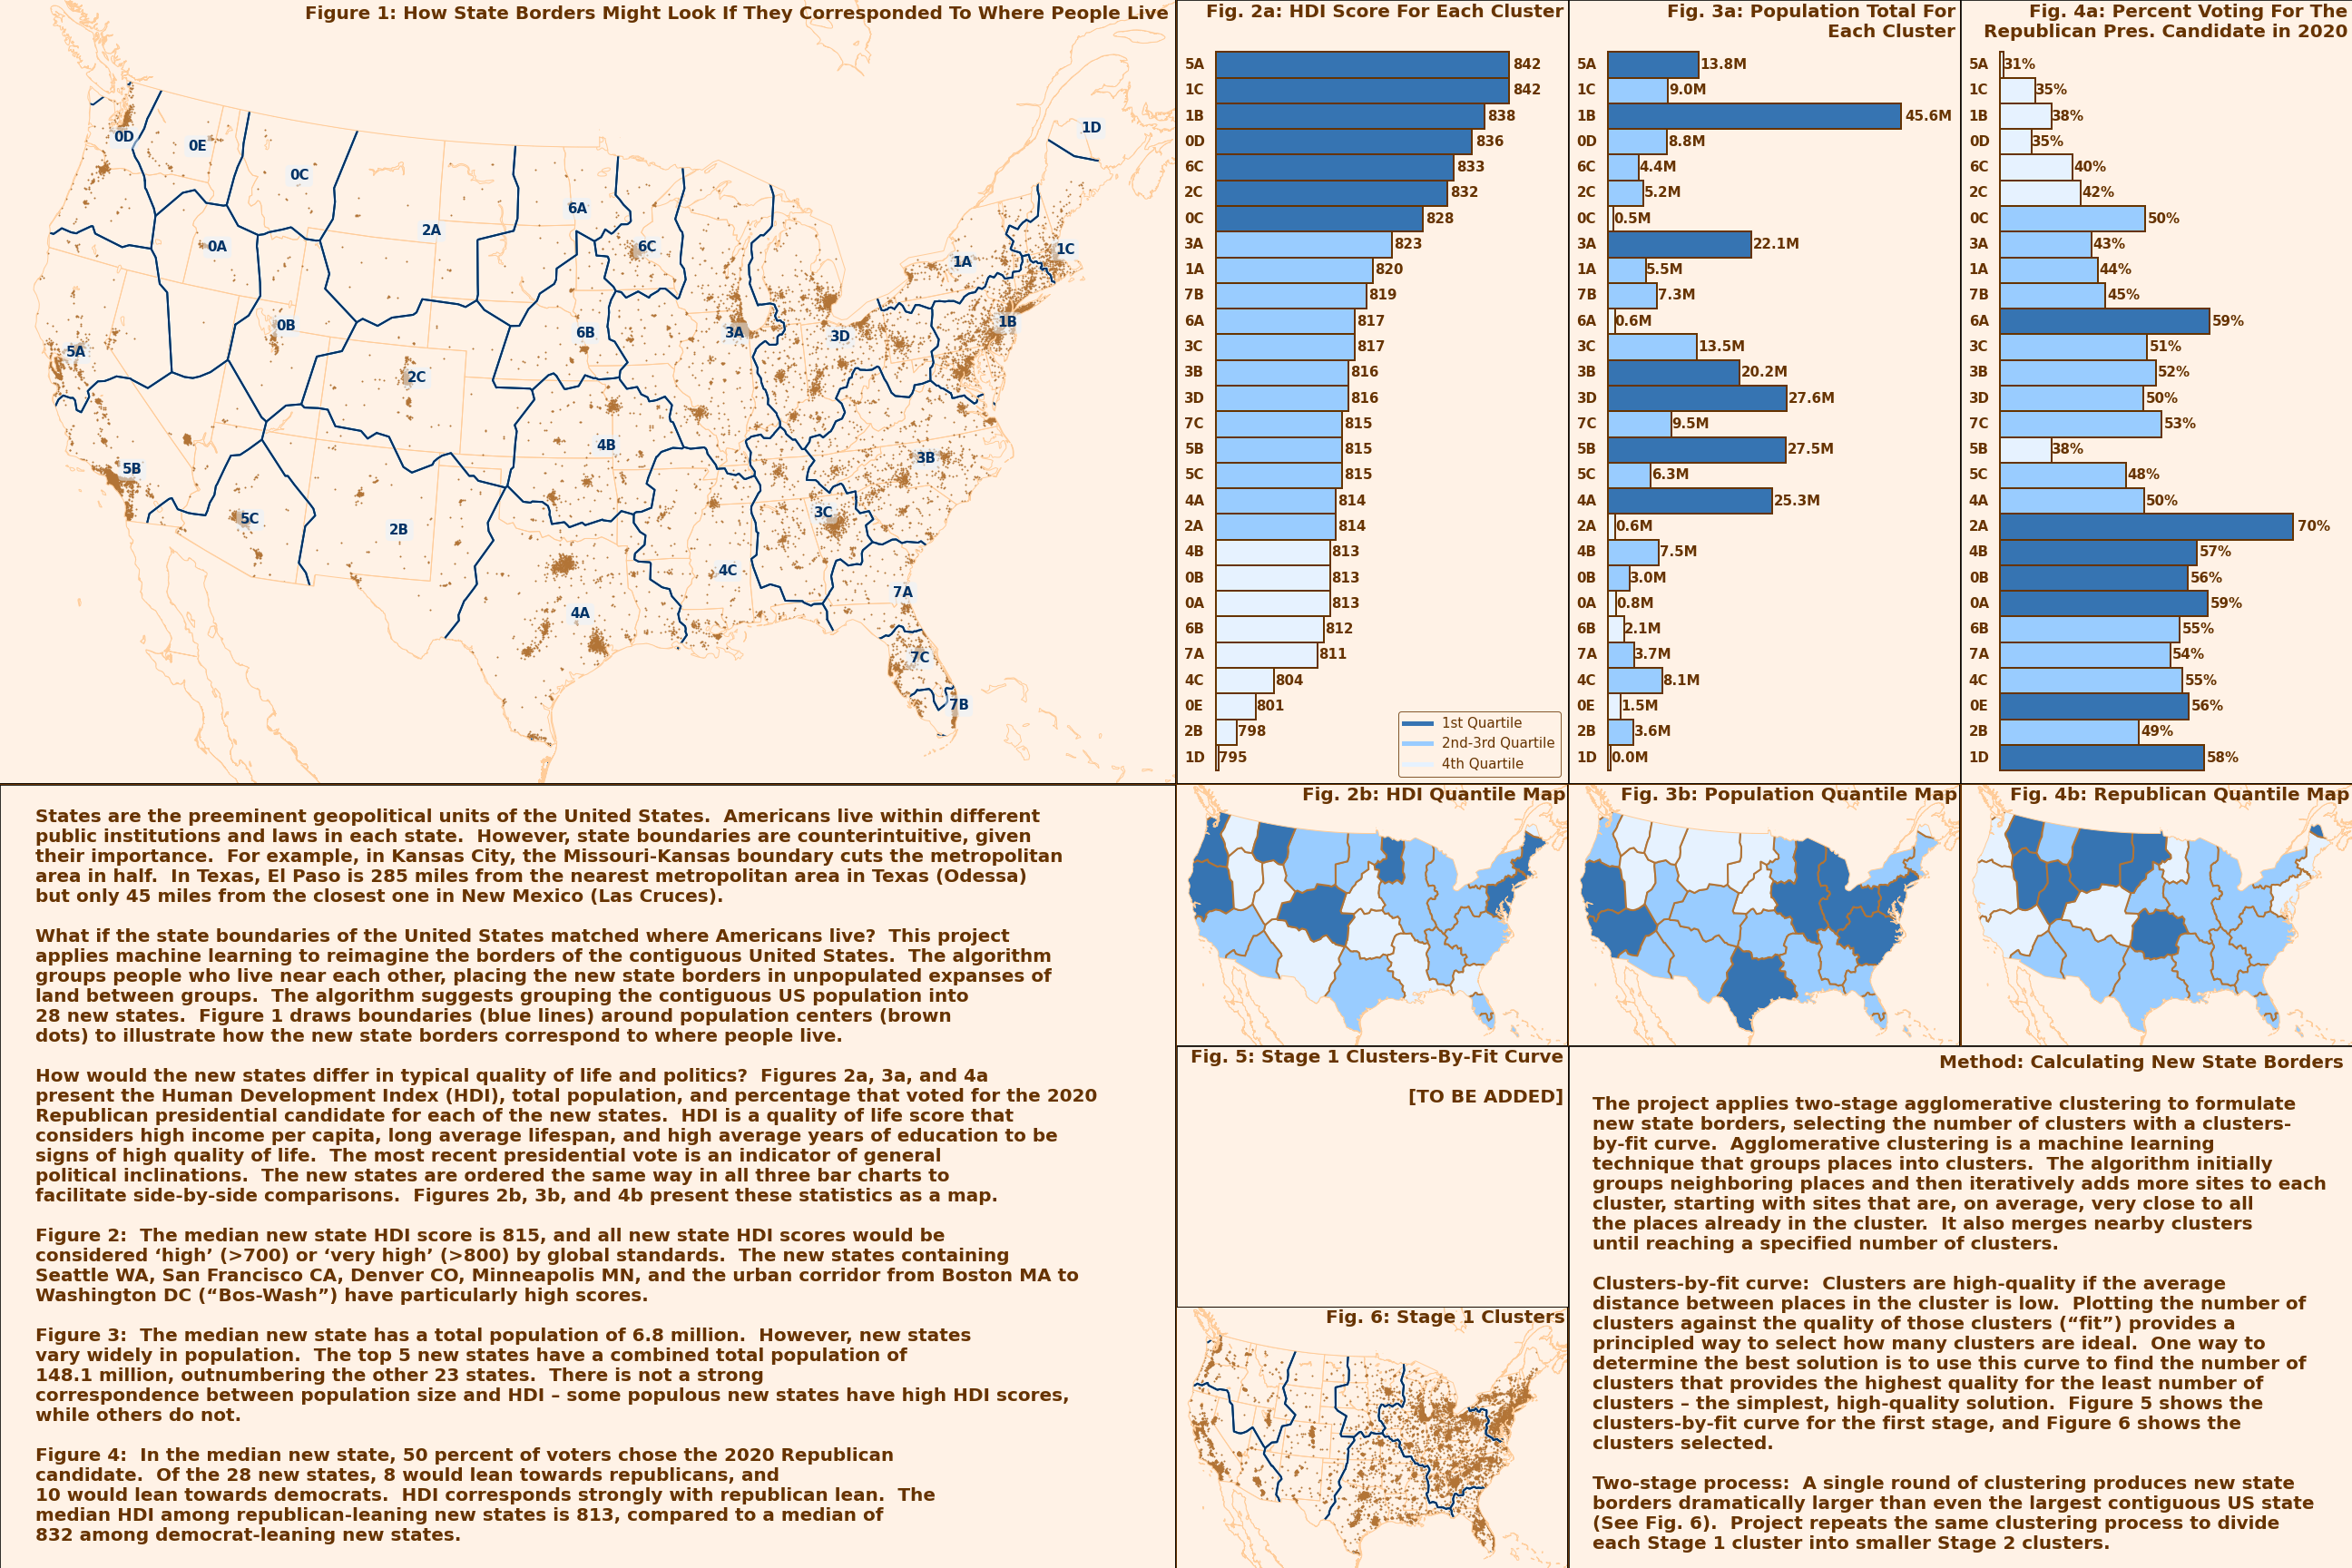 Figure 1: How State Borders Might Look If They Corresponded To Where People Live
1D
0D
0E
0C
6A
2A
0A
6C
1C
1A
0B
6B
3A
3D
1B
5A
2C
4B
5B
3B
5C
2B
3C
4C
7A
4A
7C
7B
Fig. 2a: HDI Score For Each Cluster
5A 842
1C 842
1B 838
0D 836
6C 833
2C 832
0C 828
3A 823
1A 820
7B 819
6A 817
3C 817
3B 816
3D 816
7C 815
5B 815
5C 815
4A 814
2A 814
4B 813
0B 813
0A 813
6B 812
7A 811
4C 804
0E 801
2B 798
1D 795
1st Quartile
2nd-3rd Quartile
4th Quartile
Fig. 3a: Population Total For
Each Cluster
5A 13.8M
1C 9.0M
1B 45.6M
0D 8.8M
6C 4.4M
2C 5.2M
0C 0.5M
3A 22.1M
1A 5.5M
7B 7.3M
6A 0.6M
3C 13.5M
3B 20.2M
3D 27.6M
7C 9.5M
5B 27.5M
5C 6.3M
4A 25.3M
2A 0.6M
4B 7.5M
0B 3.0M
0A 0.8M
6B 2.1M
7A 3.7M
4C 8.1M
0E 1.5M
2B 3.6M
1D 0.0M
Fig. 4a: Percent Voting For The
Republican Pres. Candidate in 2020
5A 31%
1C 35%
1B 38%
0D 35%
6C 40%
2C 42%
0C 50%
3A 43%
1A 44%
7B 45%
6A 59%
3C 51%
3B 52%
3D 50%
7C 53%
5B 38%
5C 48%
4A 50%
2A 70%
4B 57%
0B 56%
0A 59%
6B 55%
7A 54%
4C 55%
0E 56%
2B 49%
1D 58%
States are the preeminent geopolitical units of the United States.  Americans live within different
public institutions and laws in each state.  However, state boundaries are counterintuitive, given
their importance.  For example, in Kansas City, the Missouri-Kansas boundary cuts the metropolitan
area in half.  In Texas, El Paso is 285 miles from the nearest metropolitan area in Texas (Odessa)
but only 45 miles from the closest one in New Mexico (Las Cruces).
What if the state boundaries of the United States matched where Americans live?  This project
applies machine learning to reimagine the borders of the contiguous United States.  The algorithm
groups people who live near each other, placing the new state borders in unpopulated expanses of
land between groups.  The algorithm suggests grouping the contiguous US population into
28 new states.  Figure 1 draws boundaries (blue lines) around population centers (brown
dots) to illustrate how the new state borders correspond to where people live.
How would the new states differ in typical quality of life and politics?  Figures 2a, 3a, and 4a
present the Human Development Index (HDI), total population, and percentage that voted for the 2020
Republican presidential candidate for each of the new states.  HDI is a quality of life score that
considers high income per capita, long average lifespan, and high average years of education to be
signs of high quality of life.  The most recent presidential vote is an indicator of general
political inclinations.  The new states are ordered the same way in all three bar charts to
facilitate side-by-side comparisons.  Figures 2b, 3b, and 4b present these statistics as a map.
Figure 2:  The median new state HDI score is 815, and all new state HDI scores would be
considered ‘high’ (>700) or ‘very high’ (>800) by global standards.  The new states containing
Seattle WA, San Francisco CA, Denver CO, Minneapolis MN, and the urban corridor from Boston MA to
Washington DC (“Bos-Wash”) have particularly high scores.
Figure 3:  The median new state has a total population of 6.8 million.  However, new states
vary widely in population.  The top 5 new states have a combined total population of
148.1 million, outnumbering the other 23 states.  There is not a strong
correspondence between population size and HDI – some populous new states have high HDI scores,
while others do not.
Figure 4:  In the median new state, 50 percent of voters chose the 2020 Republican
candidate.  Of the 28 new states, 8 would lean towards republicans, and
10 would lean towards democrats.  HDI corresponds strongly with republican lean.  The
median HDI among republican-leaning new states is 813, compared to a median of
832 among democrat-leaning new states.
Fig. 2b: HDI Quantile Map
Fig. 3b: Population Quantile Map
Fig. 4b: Republican Quantile Map
Fig. 5: Stage 1 Clusters-By-Fit Curve
[TO BE ADDED]
Fig. 6: Stage 1 Clusters
Method: Calculating New State Borders
The project applies two-stage agglomerative clustering to formulate
new state borders, selecting the number of clusters with a clusters-
by-fit curve.  Agglomerative clustering is a machine learning
technique that groups places into clusters.  The algorithm initially
groups neighboring places and then iteratively adds more sites to each
cluster, starting with sites that are, on average, very close to all
the places already in the cluster.  It also merges nearby clusters
until reaching a specified number of clusters.
Clusters-by-fit curve:  Clusters are high-quality if the average
distance between places in the cluster is low.  Plotting the number of
clusters against the quality of those clusters (“fit”) provides a
principled way to select how many clusters are ideal.  One way to
determine the best solution is to use this curve to find the number of
clusters that provides the highest quality for the least number of
clusters – the simplest, high-quality solution.  Figure 5 shows the
clusters-by-fit curve for the first stage, and Figure 6 shows the
clusters selected.
Two-stage process:  A single round of clustering produces new state
borders dramatically larger than even the largest contiguous US state
(See Fig. 6).  Project repeats the same clustering process to divide
each Stage 1 cluster into smaller Stage 2 clusters.